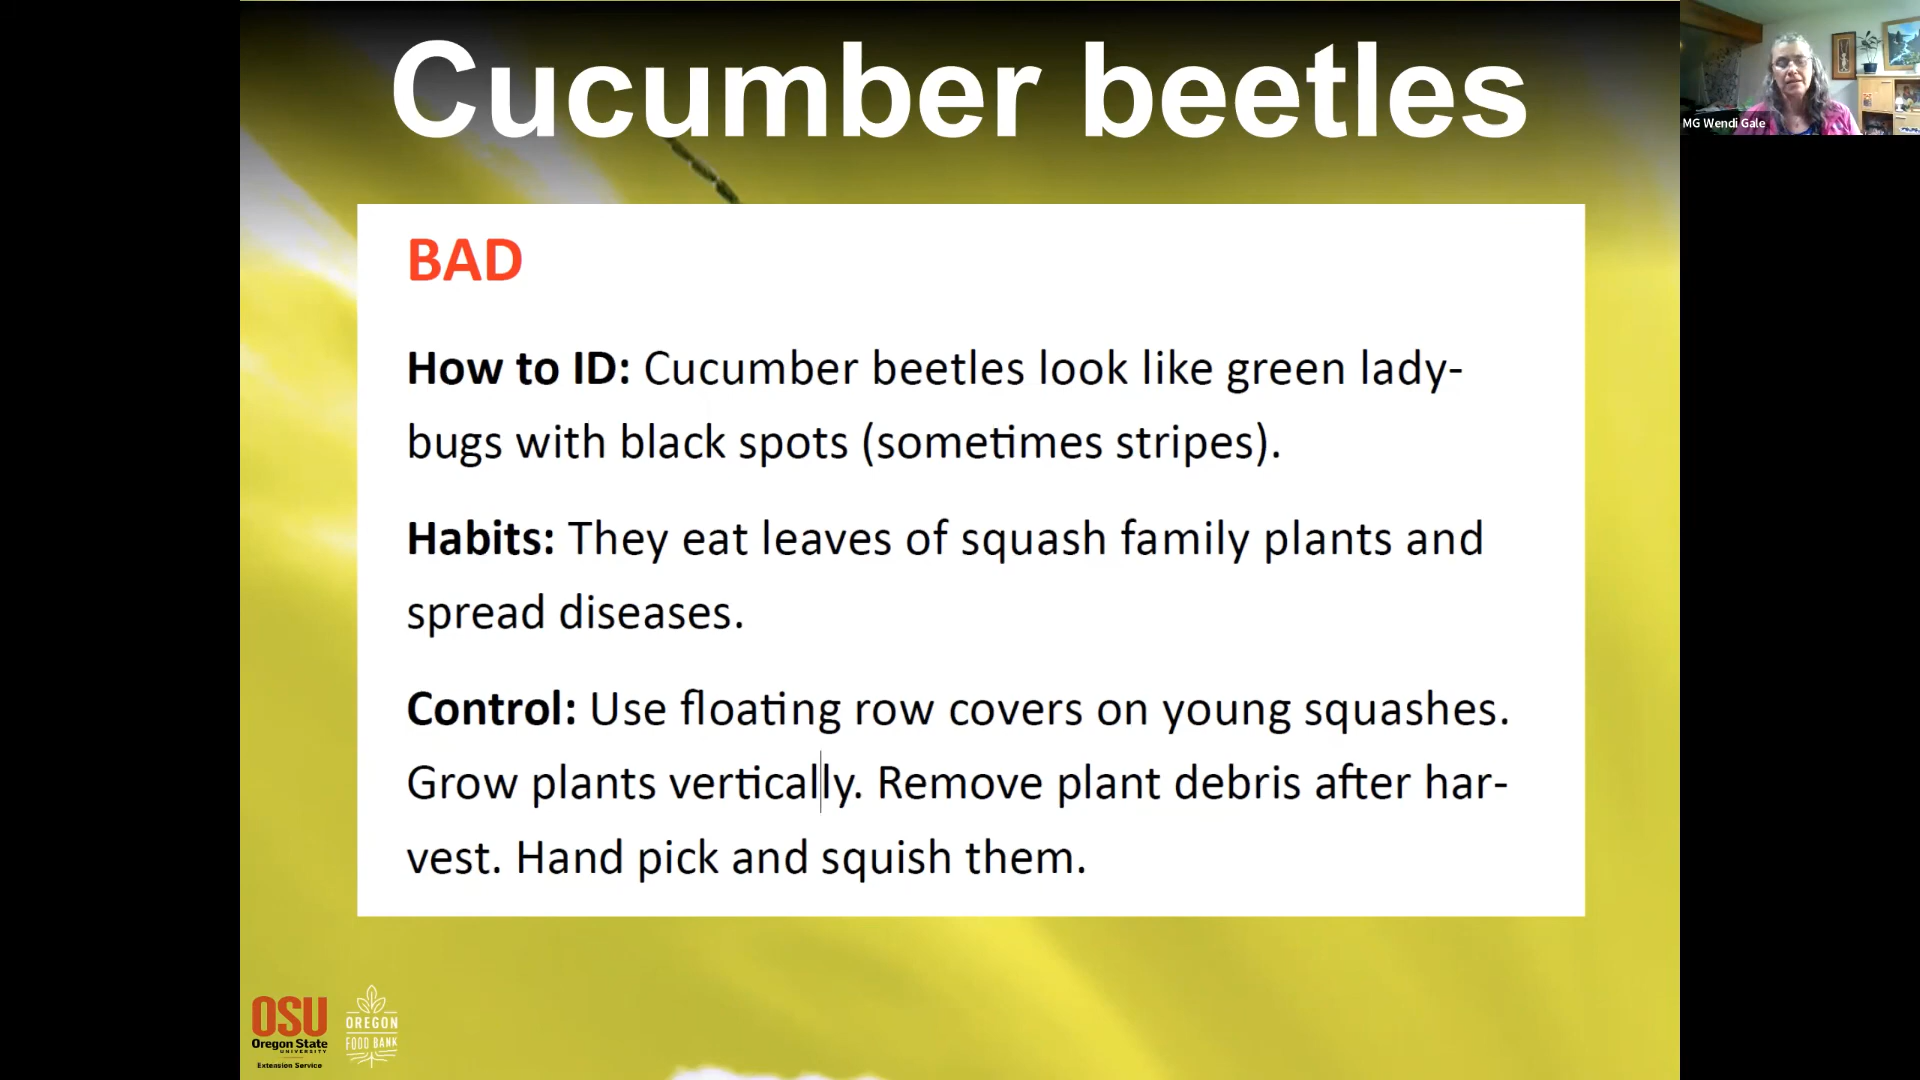 Cucumber beetles
MG Wendi Gale
BAD
How to ID: Cucumber beetles look like green lady-
bugs with black spots (sometimes stripes).
Habits: They eat leaves of squash family plants and
spread diseases.
Control: Use floating row covers on young squashes.
Grow plants vertically. Remove plant debris after har-
vest. Hand pick and squish them.
OSU
Oregon State
UNIVERSITY
Extension Service
OREGON
FOOD BANK